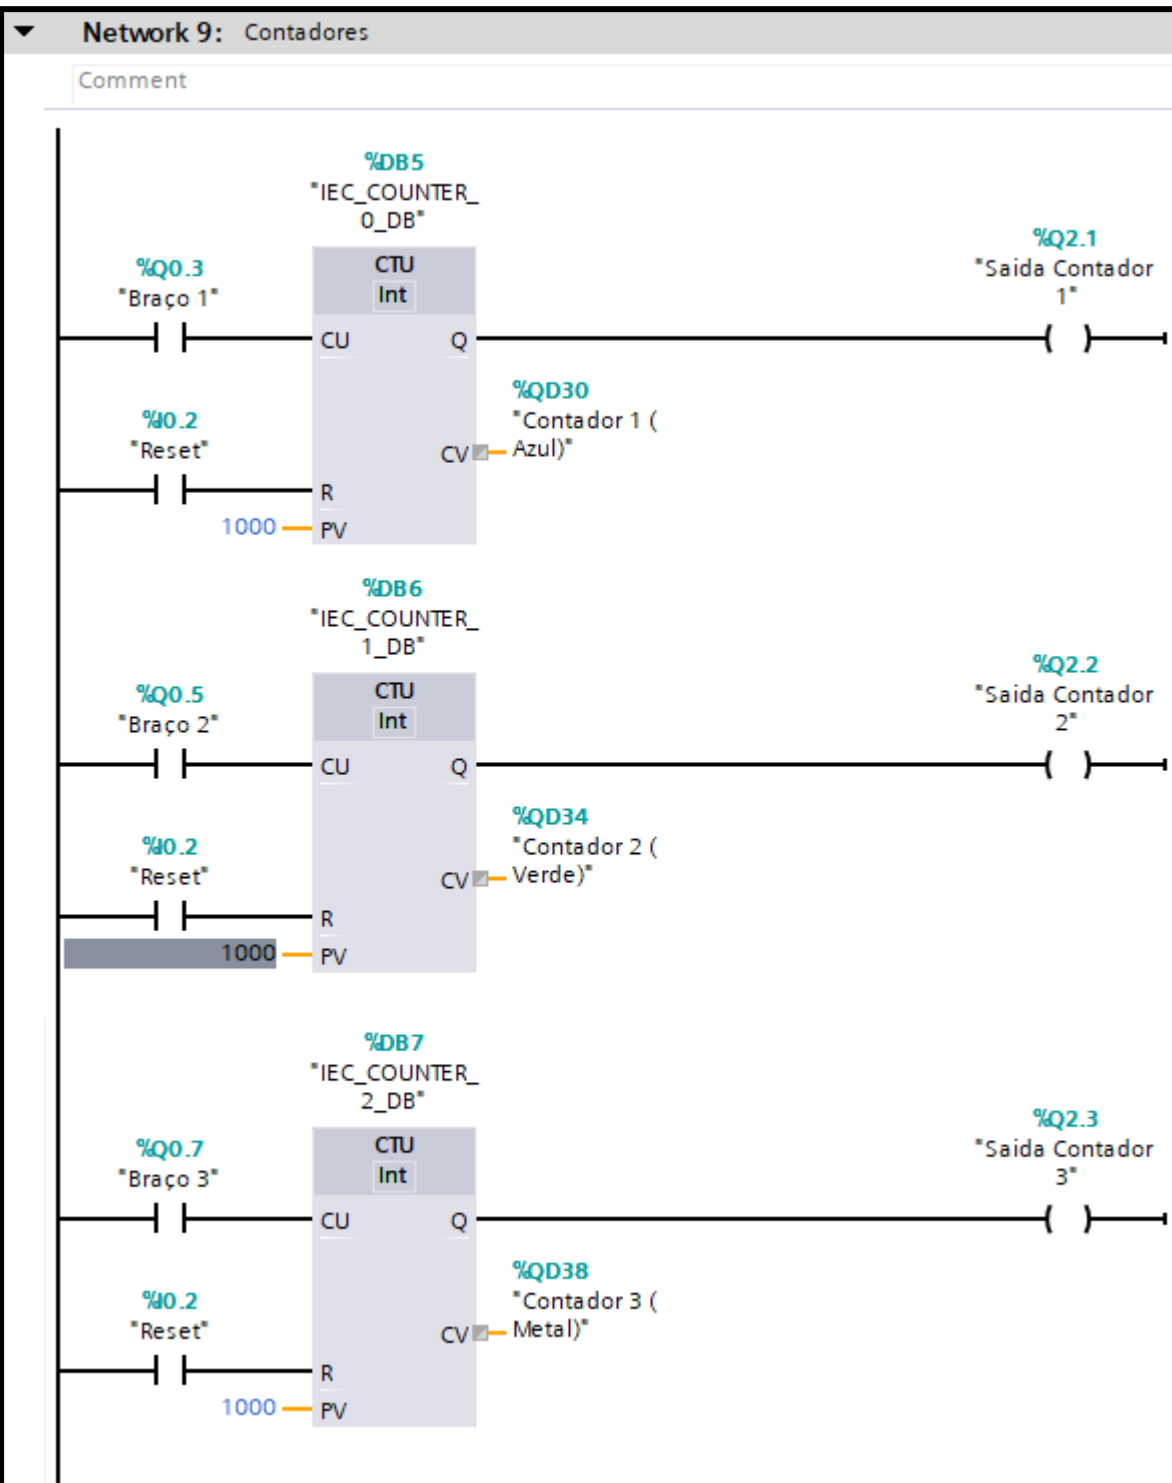 Network 9: Contadores
Comment
%DB5
"IEC_COUNTER_
0_DB"
%Q0.3
"Braço 1"
CTU
Int
%Q2.1
"Saida Contador
1"
CU
Q
%I0.2
"Reset"
%QD30
"Contador 1 (
Azul)"
CV
R
1000
PV
%DB6
"IEC_COUNTER_
1_DB"
%Q0.5
"Braço 2"
CTU
Int
%Q2.2
"Saida Contador
2"
CU
Q
%I0.2
"Reset"
%QD34
"Contador 2 (
Verde)"
CV
R
1000
PV
%DB7
"IEC_COUNTER_
2_DB"
%Q0.7
"Braço 3"
CTU
Int
%Q2.3
"Saida Contador
3"
CU
Q
%I0.2
"Reset"
%QD38
"Contador 3 (
Metal)"
CV
R
1000
PV